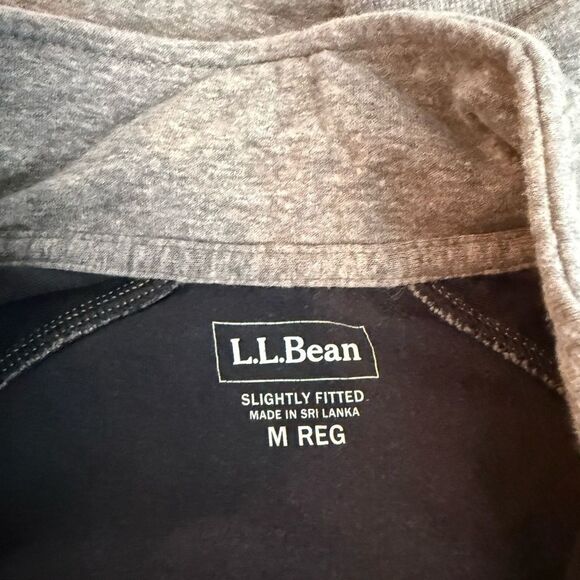 L.L.Bean
SLIGHTLY FITTED
MADE IN SRI LANKA
M REG